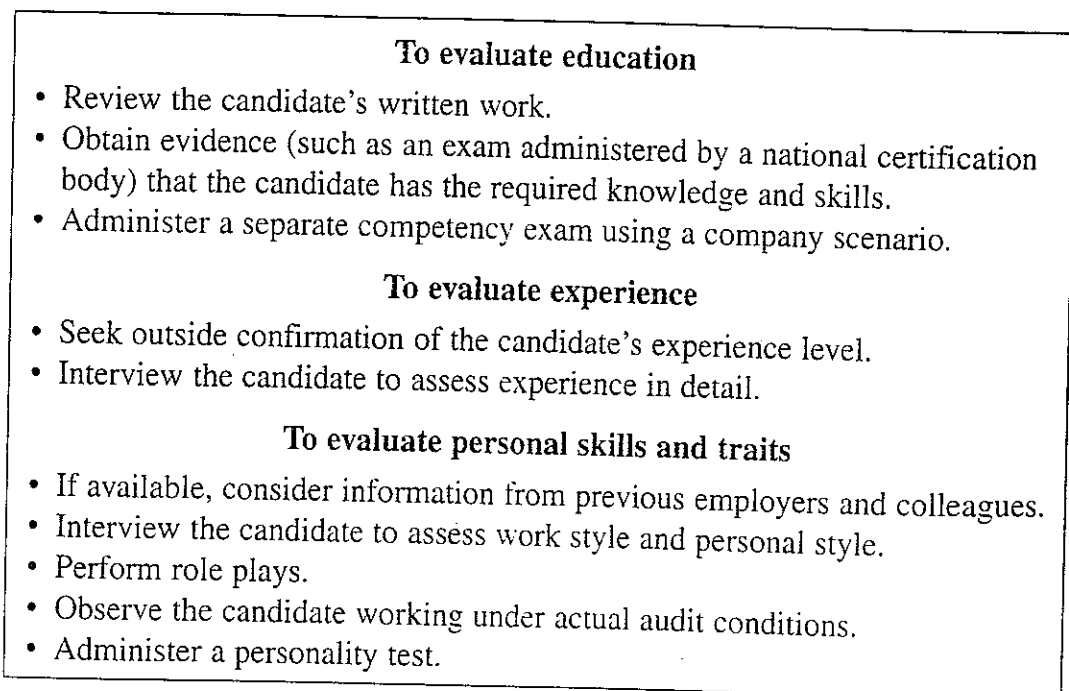 To evaluate education
• Review the candidate's written work.
• Obtain evidence (such as an exam administered by a national certification
body) that the candidate has the required knowledge and skills.
• Administer a separate competency exam using a company scenario.
To evaluate experience
• Seek outside confirmation of the candidate's experience level.
• Interview the candidate to assess experience in detail.
To evaluate personal skills and traits
• If available, consider information from previous employers and colleagues.
• Interview the candidate to assess work style and personal style.
• Perform role plays.
• Observe the candidate working under actual audit conditions.
• Administer a personality test.